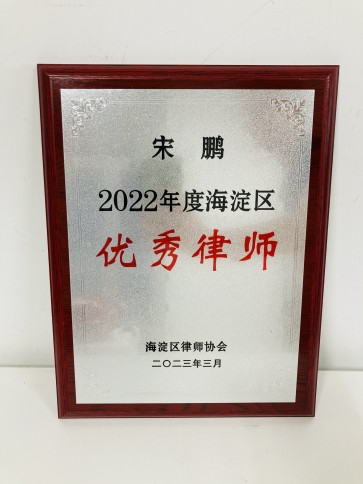 宋 鹏
2022年度海淀区
优秀律师
海淀区律师协会
二〇二三年三月